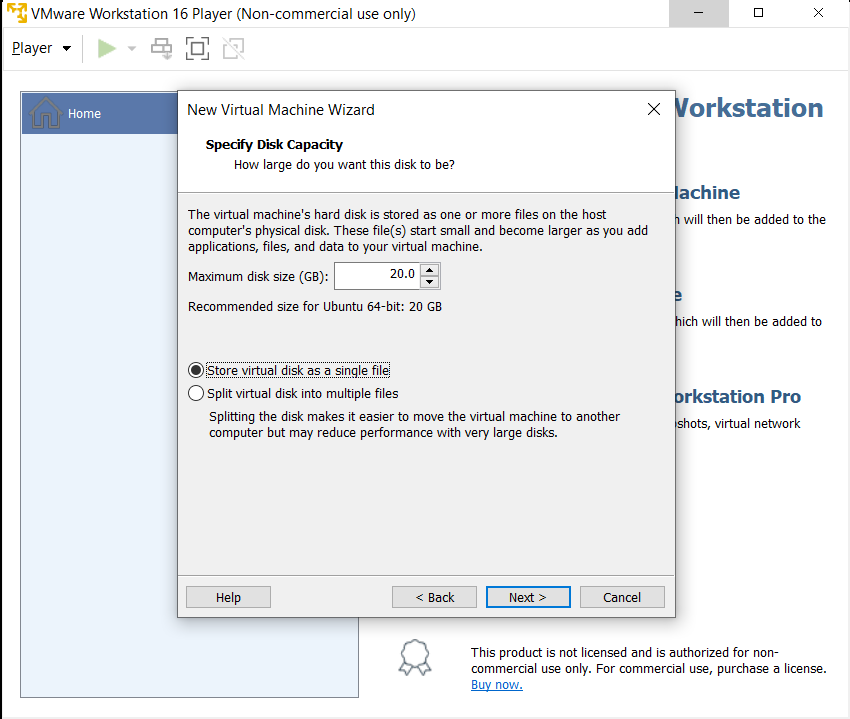 VMware Workstation 16 Player (Non-commercial use only)
Player
Home
New Virtual Machine Wizard
Specify Disk Capacity
How large do you want this disk to be?
The virtual machine's hard disk is stored as one or more files on the host
computer's physical disk. These file(s) start small and become larger as you add
applications, files, and data to your virtual machine.
Maximum disk size (GB): 20.0
Recommended size for Ubuntu 64-bit: 20 GB
Store virtual disk as a single file
Split virtual disk into multiple files
Splitting the disk makes it easier to move the virtual machine to another
computer but may reduce performance with very large disks.
Help
< Back
Next >
Cancel
Workstation
will then be added to the
which will then be added to
Workstation Pro
virtual network
This product is not licensed and is authorized for non-
commercial use only. For commercial use, purchase a license.
Buy now.